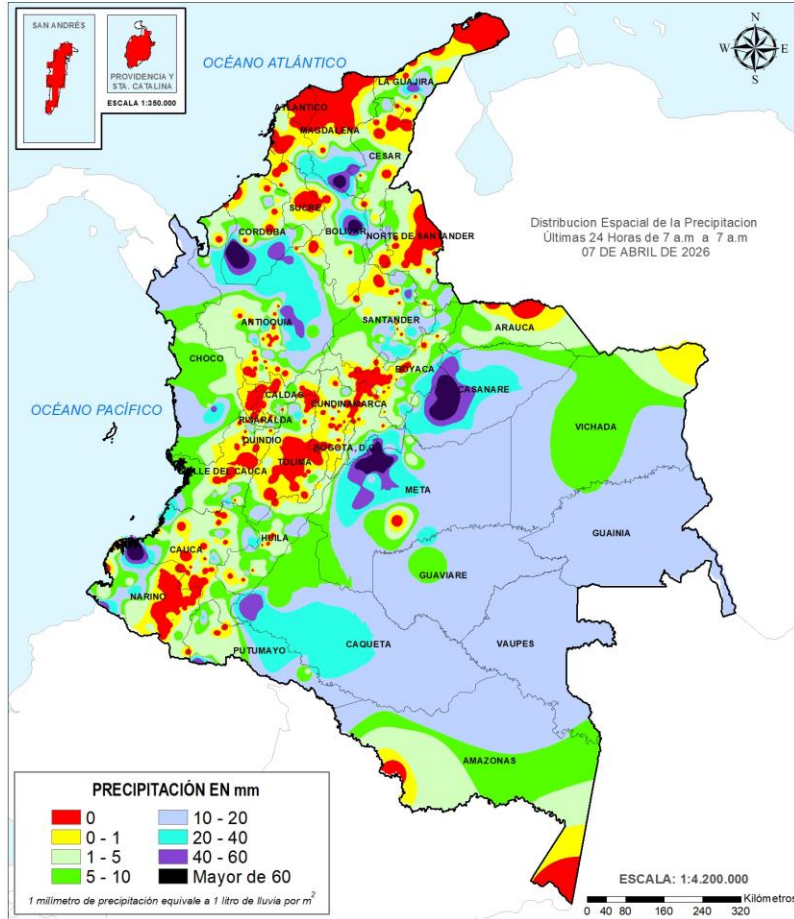 SAN ANDRÉS
PROVIDENCIA Y
STA. CATALINA
ESCALA 1:350.000
OCÉANO ATLÁNTICO
N
W
E
S
LA GUAJIRA
ATLANTICO
MAGDALENA
CESAR
SUCRE
CORDOBA
BOLIVAR
NORTE DE SANTANDER
Distribucion Espacial de la Precipitacion
Últimas 24 Horas de 7 a.m a 7 a.m
07 DE ABRIL DE 2026
ANTIOQUIA
SANTANDER
ARAUCA
CHOCO
BOYACA
CASANARE
OCÉANO PACÍFICO
CALDAS
CUNDINAMARCA
RISARALDA
VICHADA
QUINDIO
BOGOTA, D.C.
TOLIMA
VALLE DEL CAUCA
META
GUAINIA
HUILA
CAUCA
GUAVIARE
NARIÑO
VAUPES
CAQUETA
PUTUMAYO
AMAZONAS
PRECIPITACIÓN EN mm
0
0 - 1
1 - 5
5 - 10
10 - 20
20 - 40
40 - 60
Mayor de 60
1 milímetro de precipitación equivale a 1 litro de lluvia por m²
ESCALA: 1:4.200.000
Kilómetros
0 40 80 160 240 320